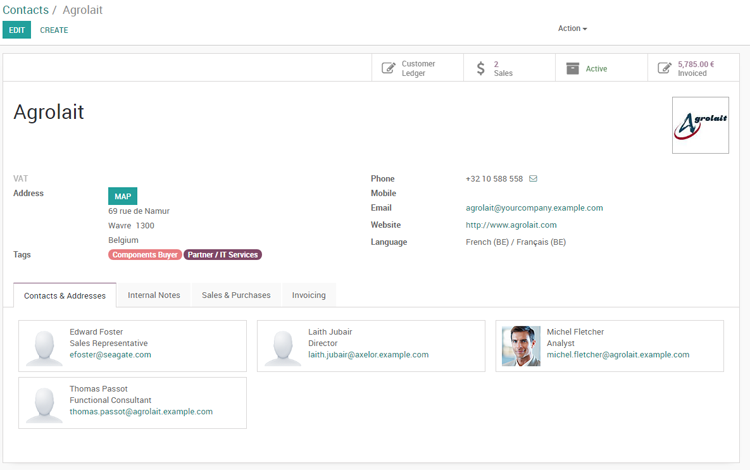 Contacts / Agrolait
EDIT CREATE Action
Customer Ledger
2 Sales
Active
5,785.00 € Invoiced
Agrolait
Agrolait
VAT
Address MAP
69 rue de Namur
Wavre 1300
Belgium
Tags Components Buyer Partner / IT Services
Phone +32 10 588 558
Mobile
Email agrolait@yourcompany.example.com
Website http://www.agrolait.com
Language French (BE) / Français (BE)
Contacts & Addresses Internal Notes Sales & Purchases Invoicing
Edward Foster
Sales Representative
efoster@seagate.com
Laith Jubair
Director
laith.jubair@axelor.example.com
Michel Fletcher
Analyst
michel.fletcher@agrolait.example.com
Thomas Passot
Functional Consultant
thomas.passot@agrolait.example.com